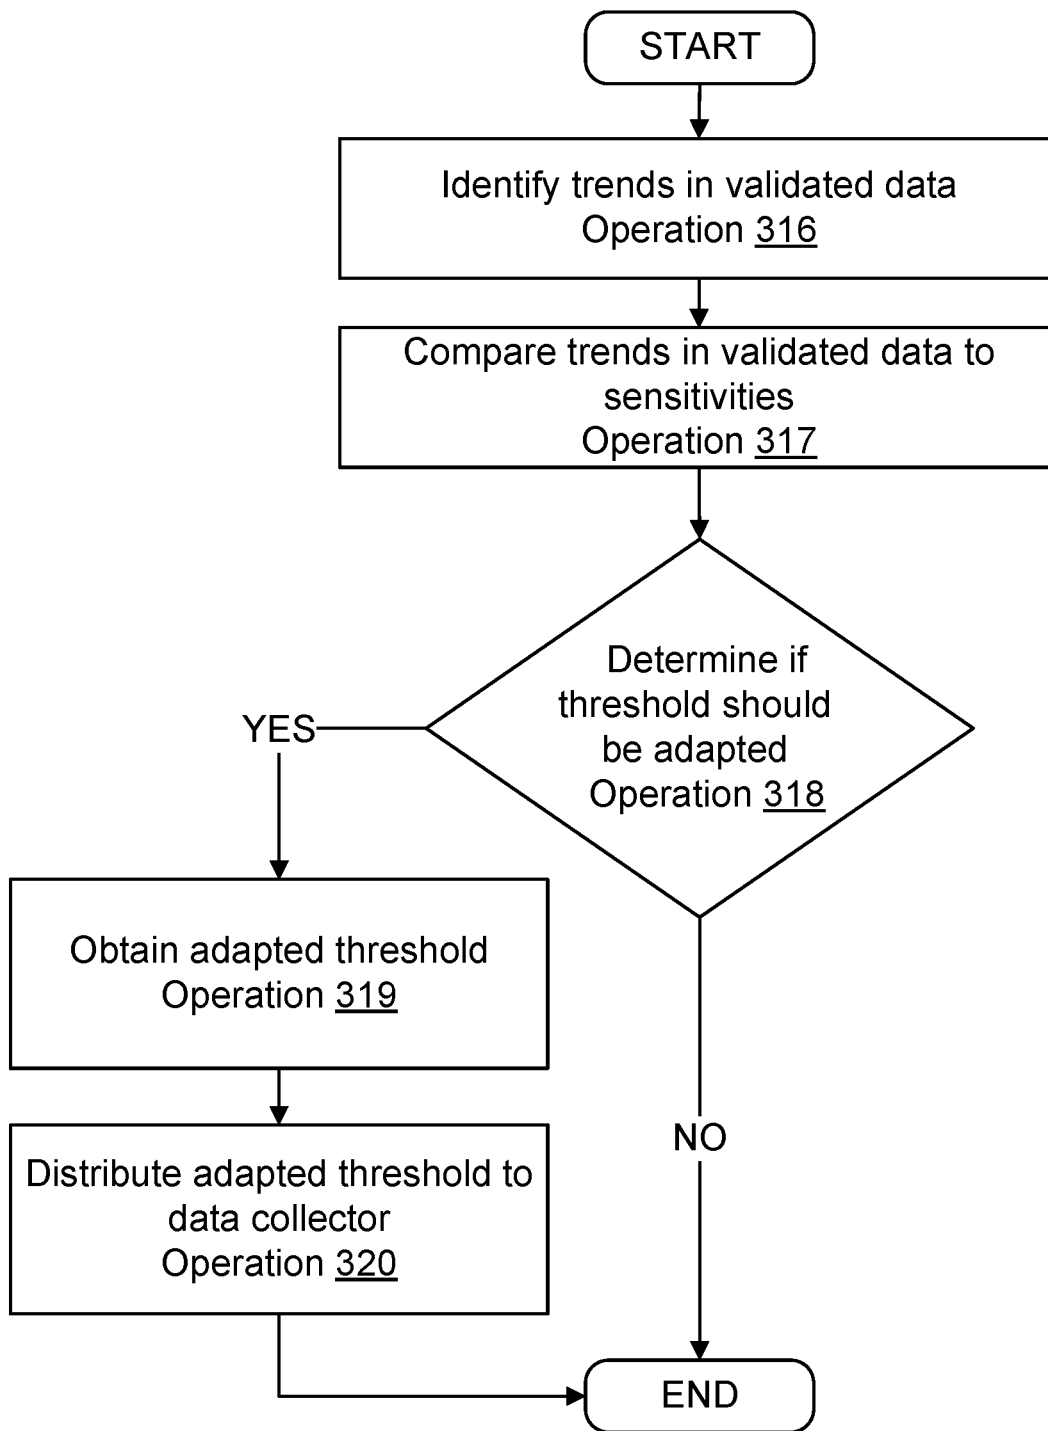 START
Identify trends in validated data
Operation 316
Compare trends in validated data to
sensitivities
Operation 317
Determine if
threshold should
be adapted
Operation 318
YES
Obtain adapted threshold
Operation 319
NO
Distribute adapted threshold to
data collector
Operation 320
END